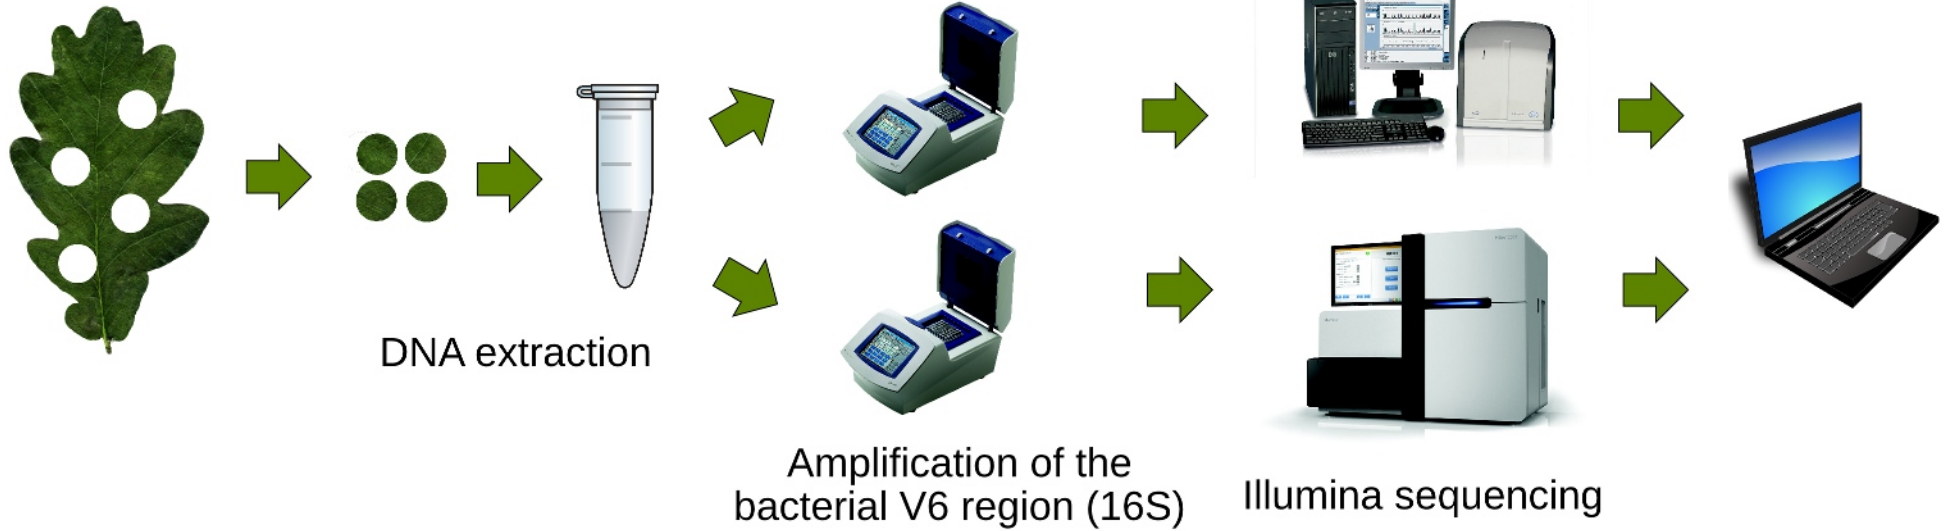 DNA extraction
Amplification of the
bacterial V6 region (16S)
Illumina sequencing